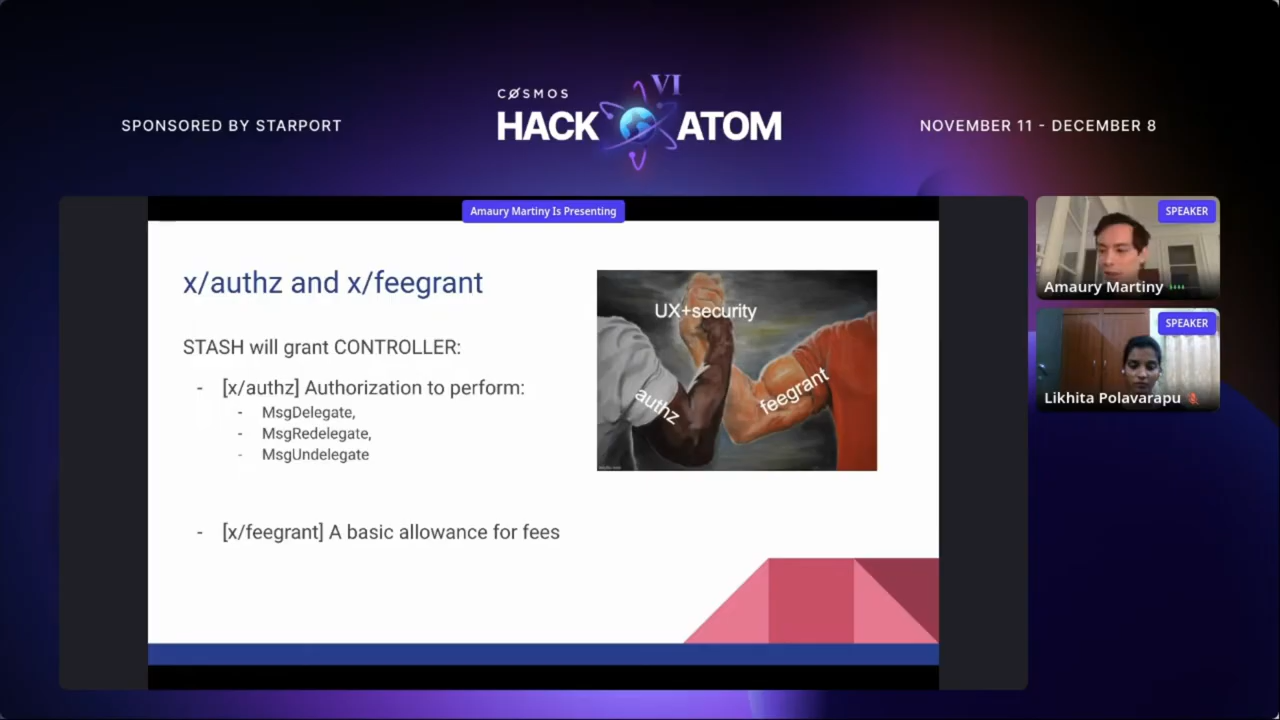 SPONSORED BY STARPORT
COSMOS
HACK ATOM
VI
NOVEMBER 11 - DECEMBER 8
Amaury Martiny Is Presenting
x/authz and x/feegrant
STASH will grant CONTROLLER:
- [x/authz] Authorization to perform:
- MsgDelegate,
- MsgRedelegate,
- MsgUndelegate
- [x/feegrant] A basic allowance for fees
UX+security
authz
feegrant
SPEAKER
Amaury Martiny
SPEAKER
Likhita Polavarapu